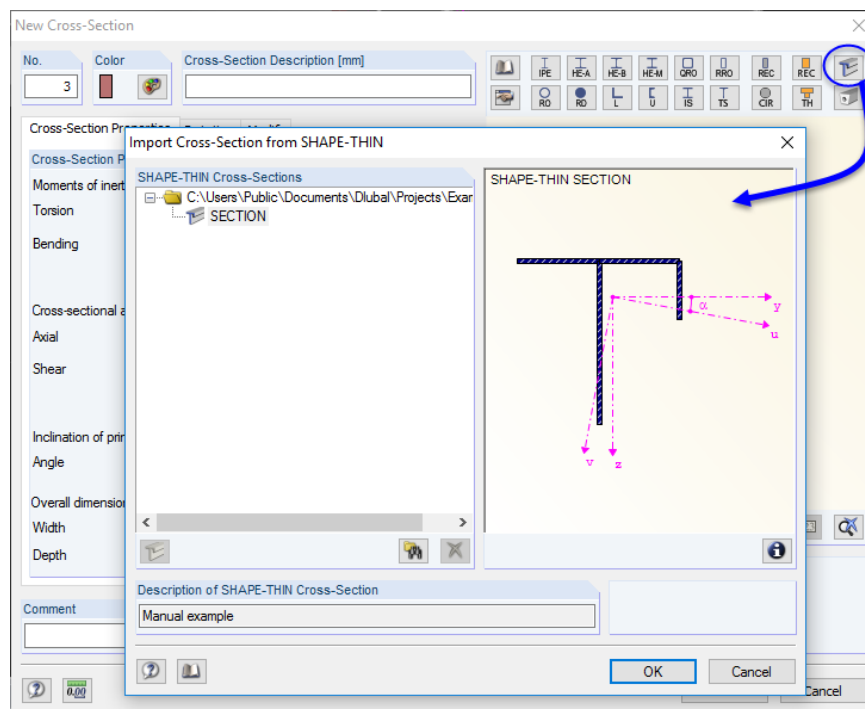 New Cross-Section
No. Color Cross-Section Description [mm]
3
IPE HE-A HE-B HE-M QRO RRO REC REC
RO RD L U IS TS CIR TH
Cross-Section Properties
Import Cross-Section from SHAPE-THIN
Cross-Section P
SHAPE-THIN Cross-Sections
SHAPE-THIN SECTION
Moments of inert
C:\Users\Public\Documents\Dlubal\Projects\Exar
Torsion
SECTION
Bending
y
α
Cross-sectional a
u
Axial
Shear
Inclination of prin
Angle
v z
Overall dimension
Width
Depth
Description of SHAPE-THIN Cross-Section
Comment
Manual example
OK Cancel
0.00
Cancel